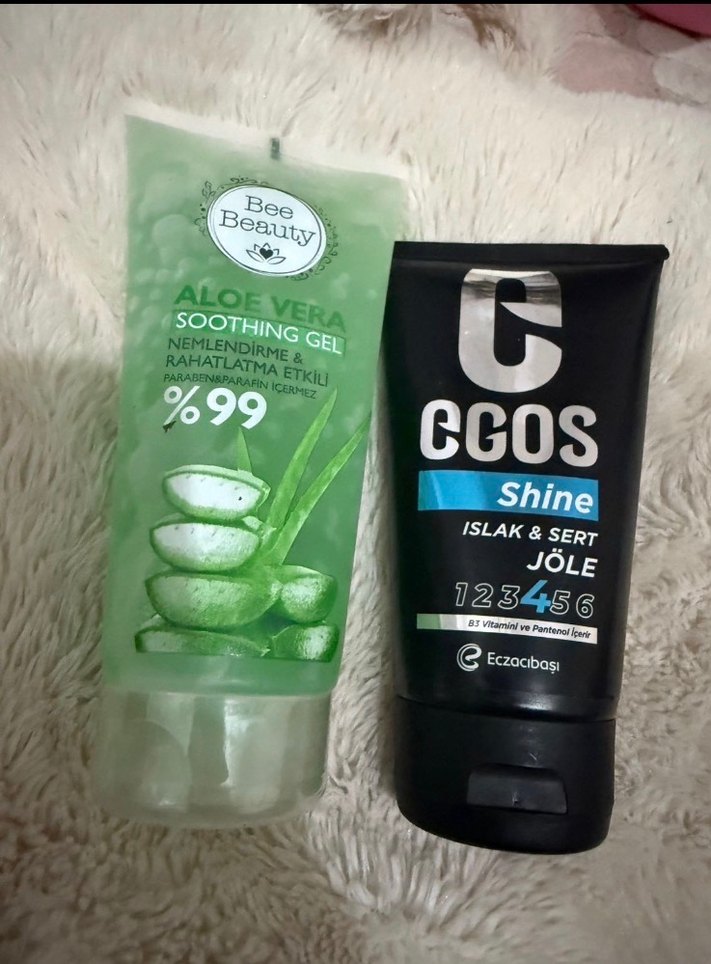 Bee
Beauty
ALOE VERA
SOOTHING GEL
NEMLENDİRME &
RAHATLATMA ETKİLİ
PARABEN&PARAFİN İÇERMEZ
%99
eGOS
Shine
ISLAK & SERT
JÖLE
123456
B3 Vitamini ve Pantenol İçerir
Eczacıbaşı